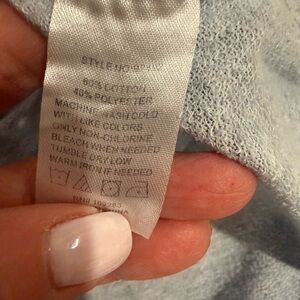 STYLE NO:
60% COTTON
40% POLYESTER
MACHINE WASH COLD
WITH LIKE COLORS
ONLY NON-CHLORINE
BLEACH WHEN NEEDED
TUMBLE DRY LOW
WARM IRON IF NEEDED
RN#